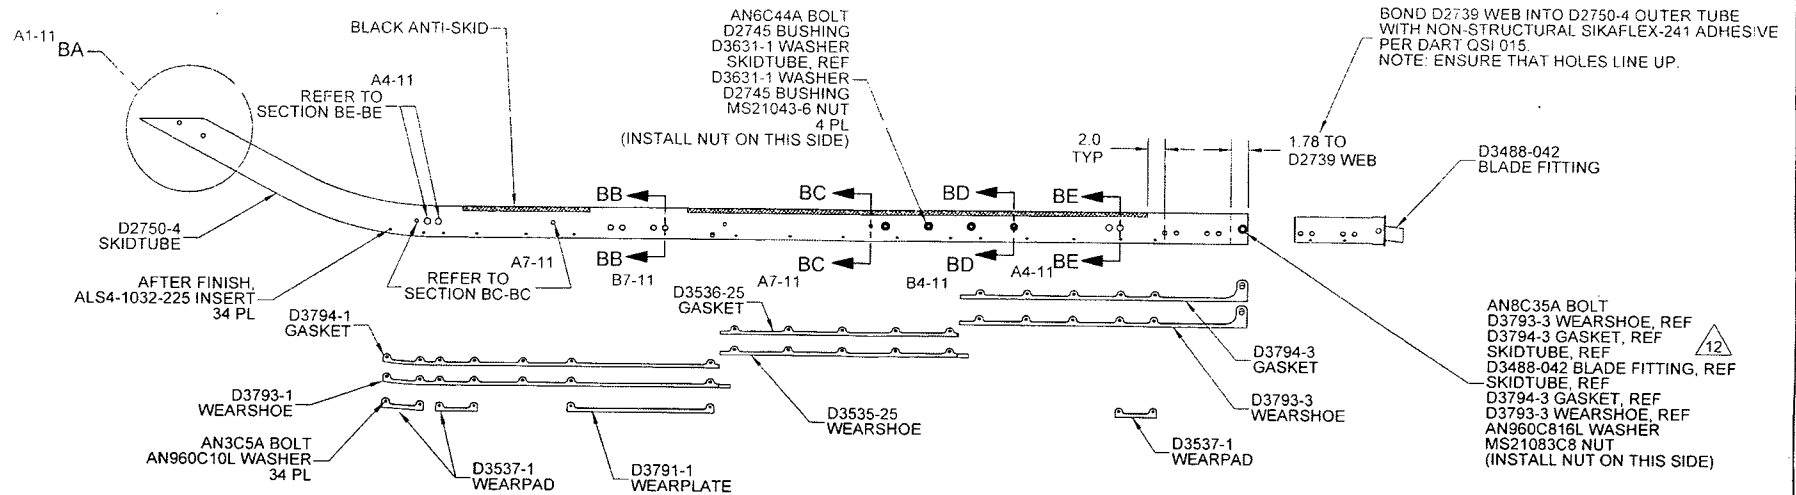 A1-11
BA
BLACK ANTI-SKID
A4-11
REFER TO
SECTION BE-BE
AN6C44A BOLT
D2745 BUSHING
D3631-1 WASHER
SKIDTUBE, REF
D3631-1 WASHER
D2745 BUSHING
MS21043-6 NUT
4 PL
(INSTALL NUT ON THIS SIDE)
BOND D2739 WEB INTO D2750-4 OUTER TUBE
WITH NON-STRUCTURAL SIKAFLEX-241 ADHESIVE
PER DART QSI 015.
NOTE: ENSURE THAT HOLES LINE UP.
2.0
TYP
1.78 TO
D2739 WEB
D3488-042
BLADE FITTING
BB
BC
BD
BE
D2750-4
SKIDTUBE
AFTER FINISH,
ALS4-1032-225 INSERT
34 PL
REFER TO
SECTION BC-BC
A7-11
BB
B7-11
BC
A7-11
BD
B4-11
BE
A4-11
D3794-1
GASKET
D3536-25
GASKET
D3794-3
GASKET
D3793-1
WEARSHOE
D3535-25
WEARSHOE
D3793-3
WEARSHOE
AN3C5A BOLT
AN960C10L WASHER
34 PL
D3537-1
WEARPAD
D3791-1
WEARPLATE
D3537-1
WEARPAD
AN8C35A BOLT
D3793-3 WEARSHOE, REF
D3794-3 GASKET, REF
SKIDTUBE, REF
D3488-042 BLADE FITTING, REF
SKIDTUBE, REF
D3794-3 GASKET, REF
D3793-3 WEARSHOE, REF
AN960C816L WASHER
MS21083C8 NUT
(INSTALL NUT ON THIS SIDE)
12